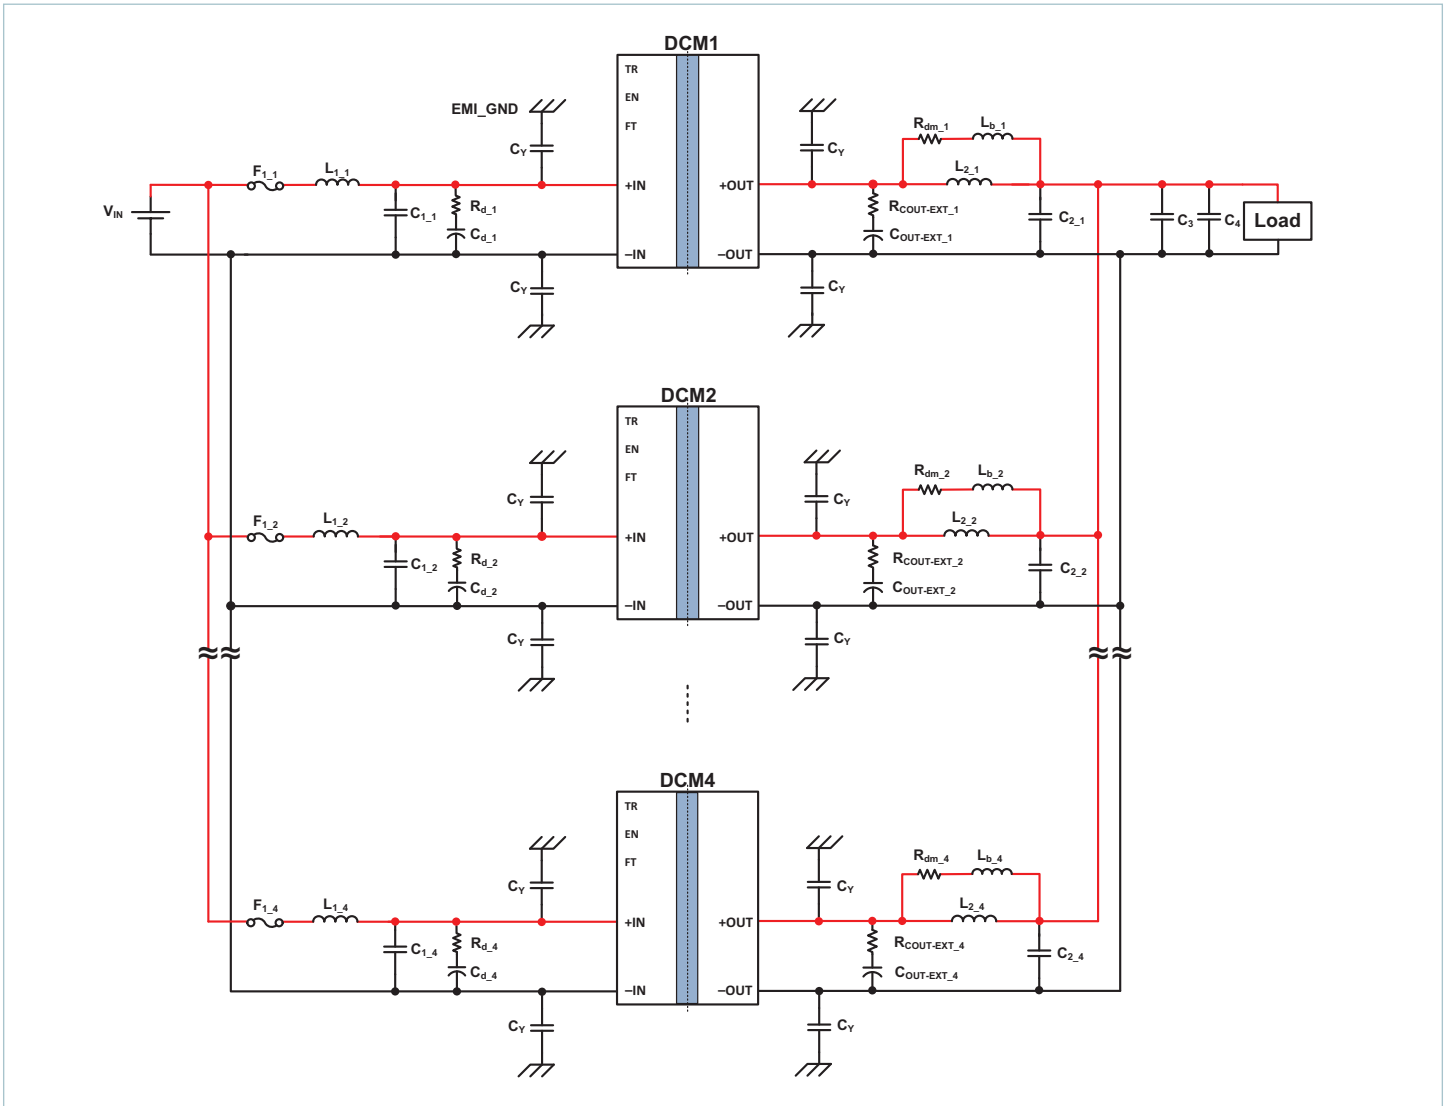 DCM1
TR
EN
FT
+IN
–IN
+OUT
–OUT
EMI_GND
CY
CY
CY
CY
VIN
F1_1
L1_1
C1_1
Rd_1
Cd_1
Rdm_1
Lb_1
L2_1
RCOUT-EXT_1
COUT-EXT_1
C2_1
C3
C4
Load
DCM2
TR
EN
FT
+IN
–IN
+OUT
–OUT
CY
CY
CY
CY
F1_2
L1_2
C1_2
Rd_2
Cd_2
Rdm_2
Lb_2
L2_2
RCOUT-EXT_2
COUT-EXT_2
C2_2
DCM4
TR
EN
FT
+IN
–IN
+OUT
–OUT
CY
CY
CY
CY
F1_4
L1_4
C1_4
Rd_4
Cd_4
Rdm_4
Lb_4
L2_4
RCOUT-EXT_4
COUT-EXT_4
C2_4